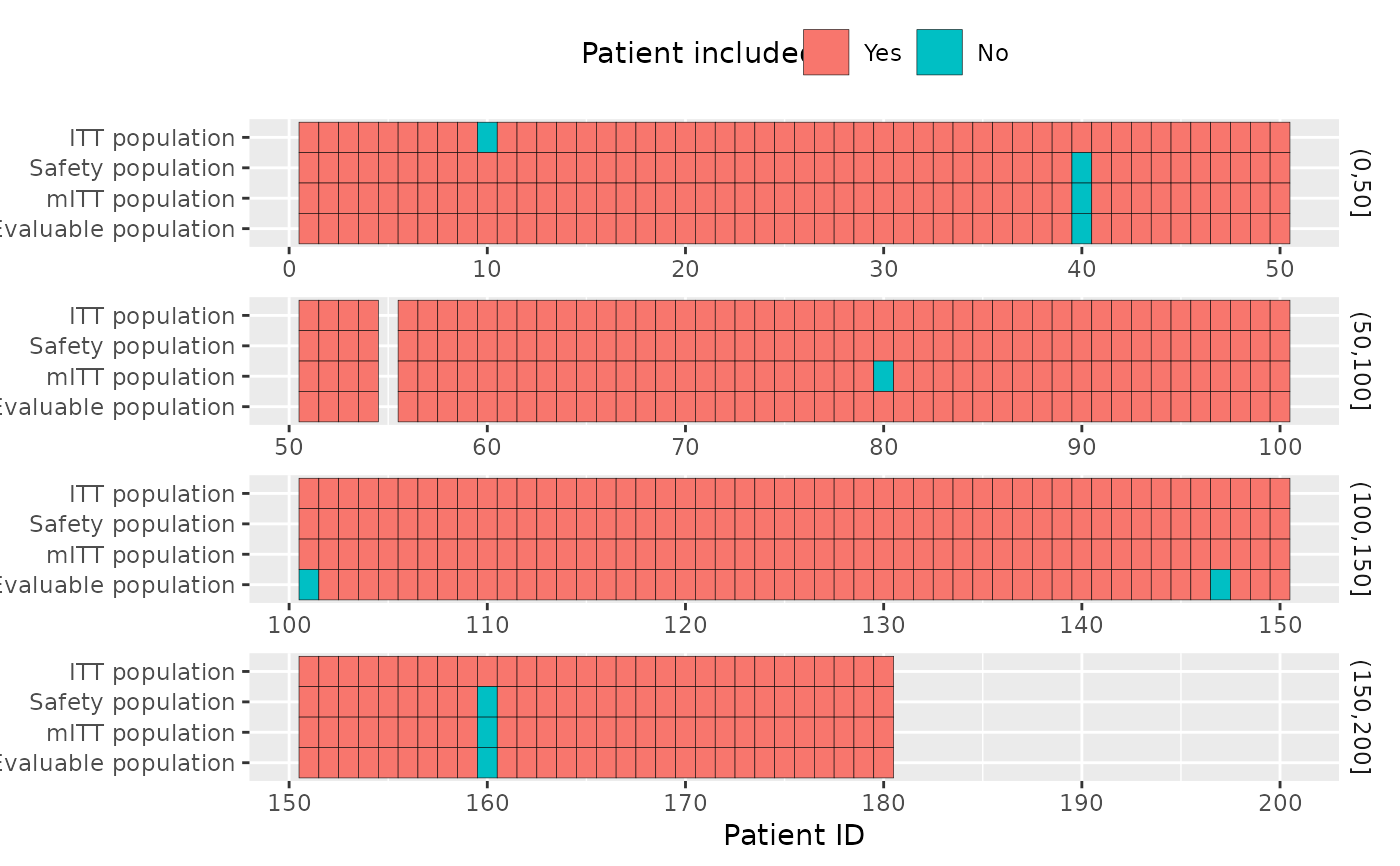 Patient included Yes No
ITT population
Safety population
mITT population
Evaluable population
(0,50]
0 10 20 30 40 50
ITT population
Safety population
mITT population
Evaluable population
(50,100]
50 60 70 80 90 100
ITT population
Safety population
mITT population
Evaluable population
(100,150]
100 110 120 130 140 150
ITT population
Safety population
mITT population
Evaluable population
(150,200]
150 160 170 180 190 200
Patient ID